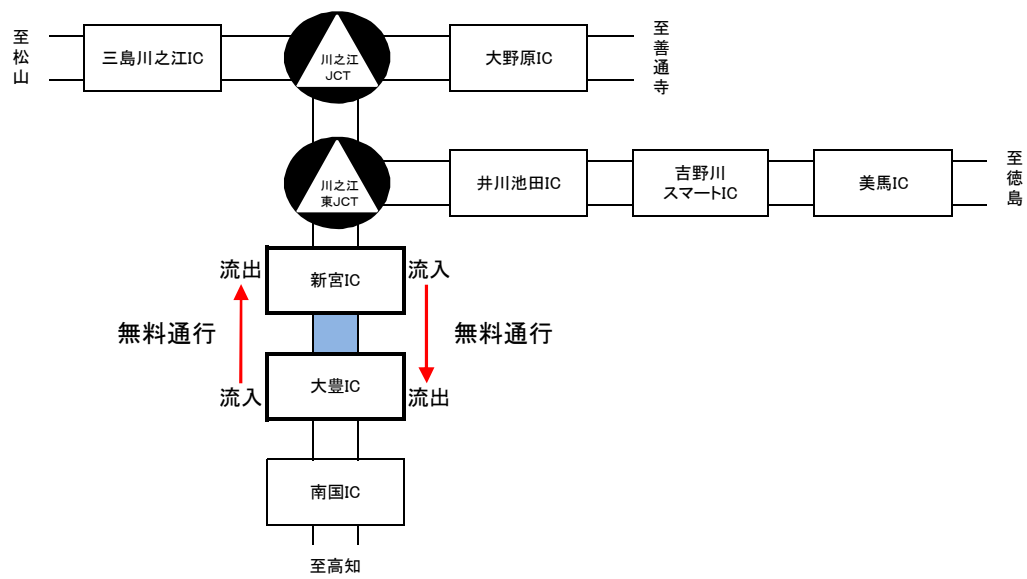 至松山
三島川之江IC
川之江
JCT
大野原IC
至善通寺
川之江
東JCT
井川池田IC
吉野川
スマートIC
美馬IC
至徳島
流出
新宮IC
流入
無料通行
無料通行
流入
大豊IC
流出
南国IC
至高知